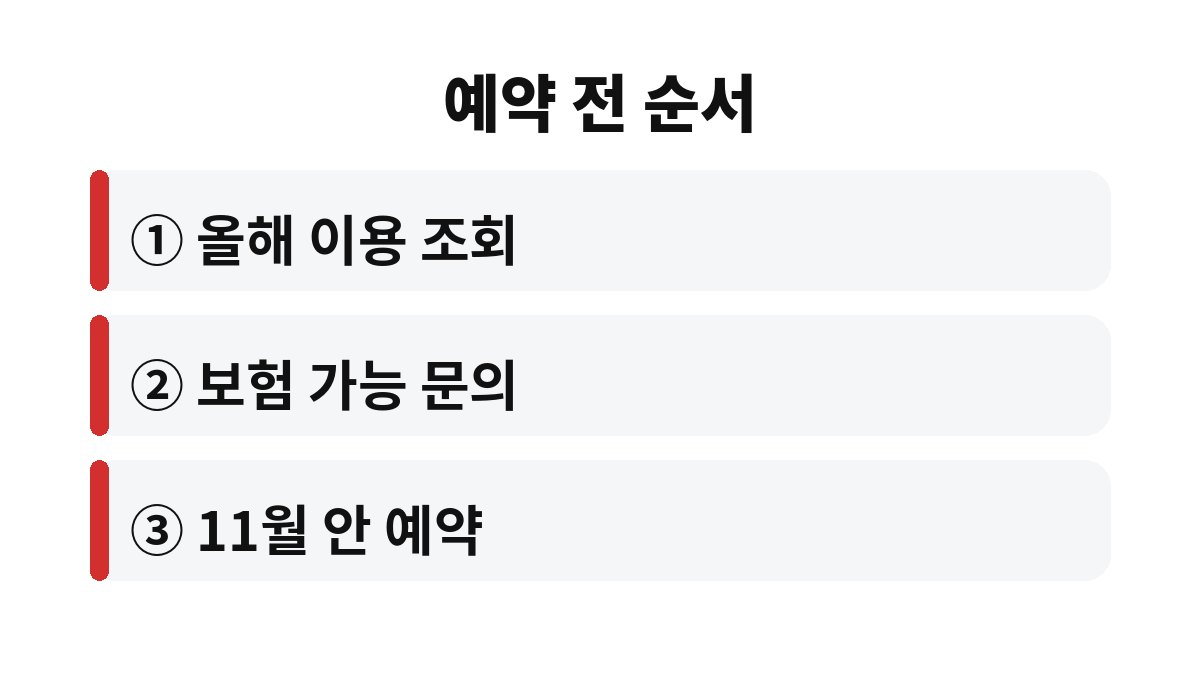 예약 전 순서
① 올해 이용 조회
② 보험 가능 문의
③ 11월 안 예약